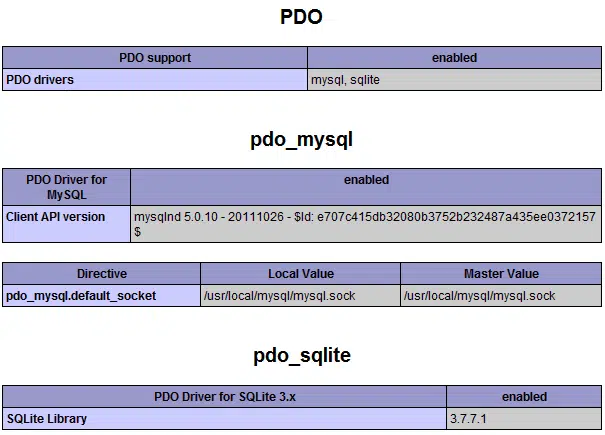 PDO
PDO support enabled
PDO drivers mysql, sqlite
pdo_mysql
PDO Driver for MySQL enabled
Client API version mysqlnd 5.0.10 - 20111026 - $Id: e707c415db32080b3752b232487a435ee0372157
$
Directive Local Value Master Value
pdo_mysql.default_socket /usr/local/mysql/mysql.sock /usr/local/mysql/mysql.sock
pdo_sqlite
PDO Driver for SQLite 3.x enabled
SQLite Library 3.7.7.1